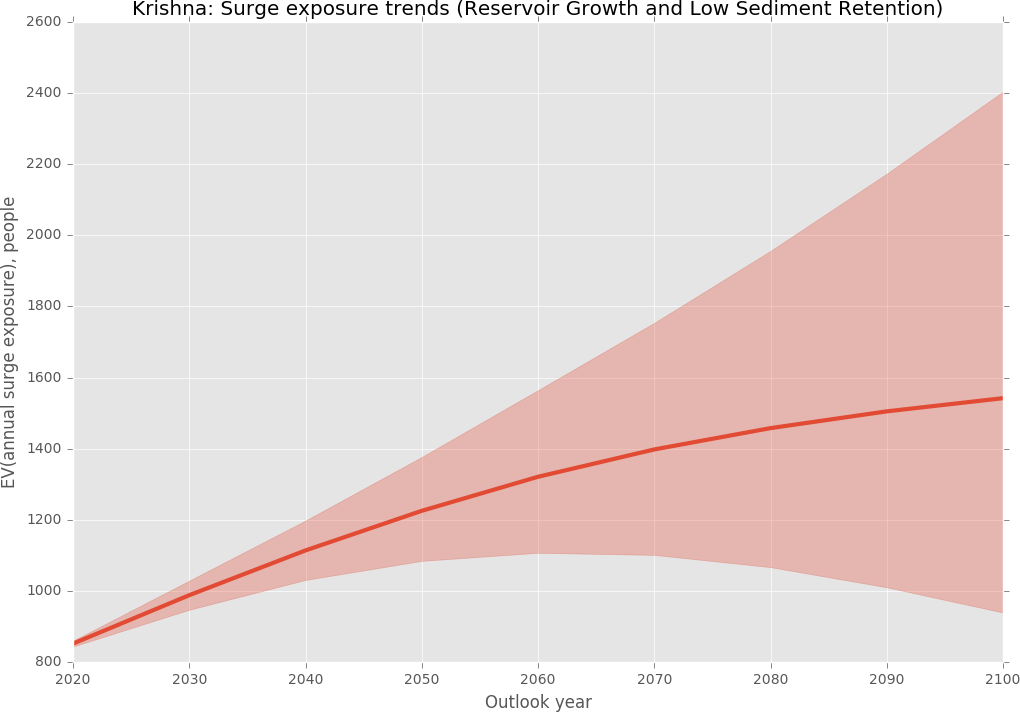 Krishna: Surge exposure trends (Reservoir Growth and Low Sediment Retention)
EV(annual surge exposure), people
2600
2400
2200
2000
1800
1600
1400
1200
1000
800
2020 2030 2040 2050 2060 2070 2080 2090 2100
Outlook year